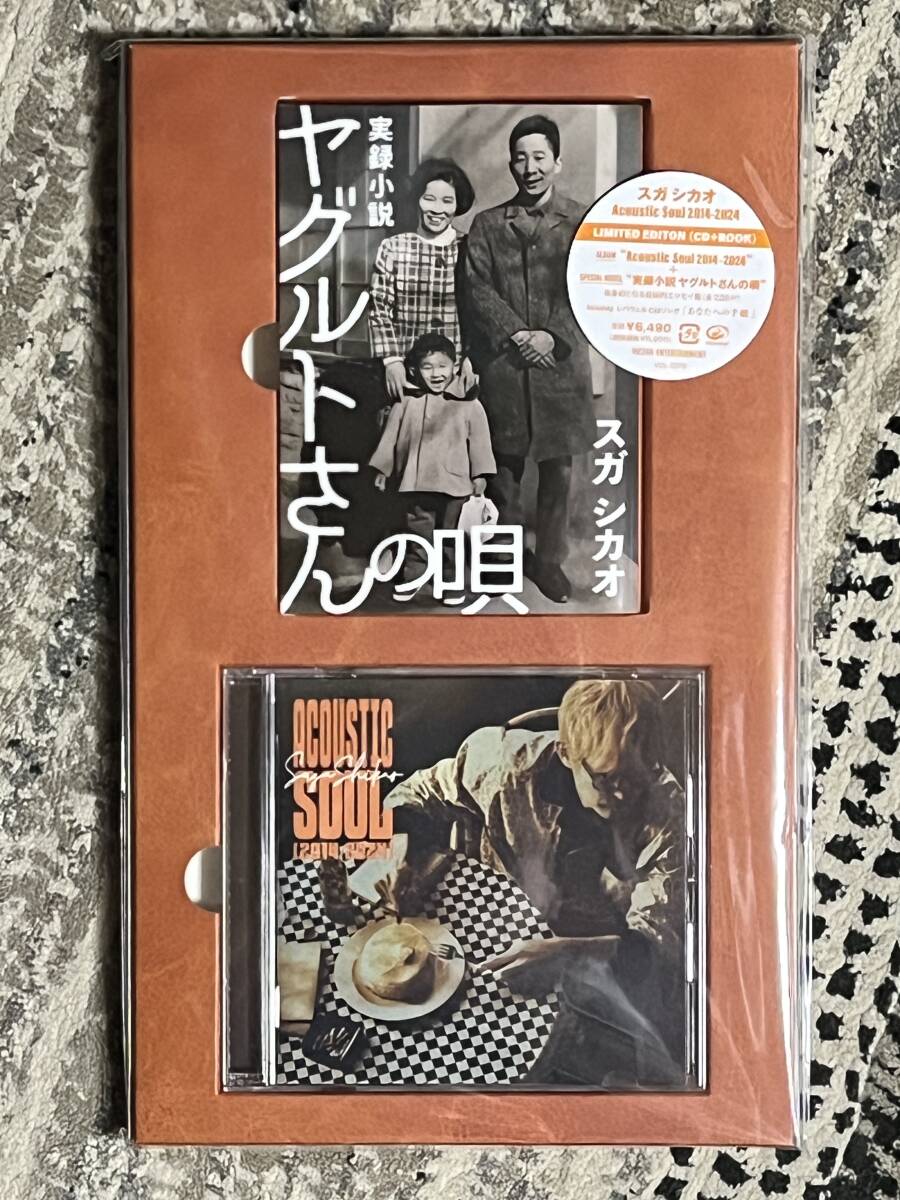 実録小説
ヤグルトさんの唄
スガ シカオ
スガ シカオ
Acoustic Soul 2014-2024
LIMITED EDITON (CD+BOOK)
ALBUM "Acoustic Soul 2014-2024"
+
SPECIAL NOVEL "実録小説 ヤグルトさんの唄"
¥6,490
ACOUSTIC
Suga Shikao
SOUL
[2014-2024]